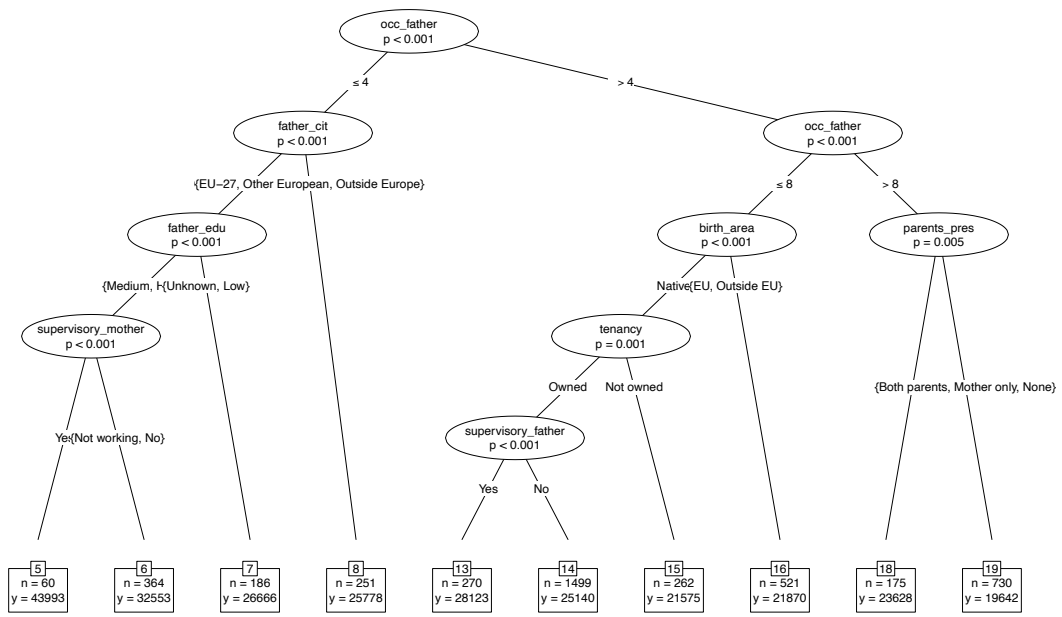 occ_father
p < 0.001
≤ 4
> 4
father_cit
p < 0.001
occ_father
p < 0.001
{EU−27, Other European, Outside Europe}
≤ 8
> 8
father_edu
p < 0.001
birth_area
p < 0.001
parents_pres
p = 0.005
{Medium, {Unknown, Low}
Native {EU, Outside EU}
supervisory_mother
p < 0.001
tenancy
p = 0.001
Owned
Not owned
{Both parents, Mother only, None}
Yes {Not working, No}
supervisory_father
p < 0.001
Yes
No
5
n = 60
y = 43993
6
n = 364
y = 32553
7
n = 186
y = 26666
8
n = 251
y = 25778
13
n = 270
y = 28123
14
n = 1499
y = 25140
15
n = 262
y = 21575
16
n = 521
y = 21870
18
n = 175
y = 23628
19
n = 730
y = 19642